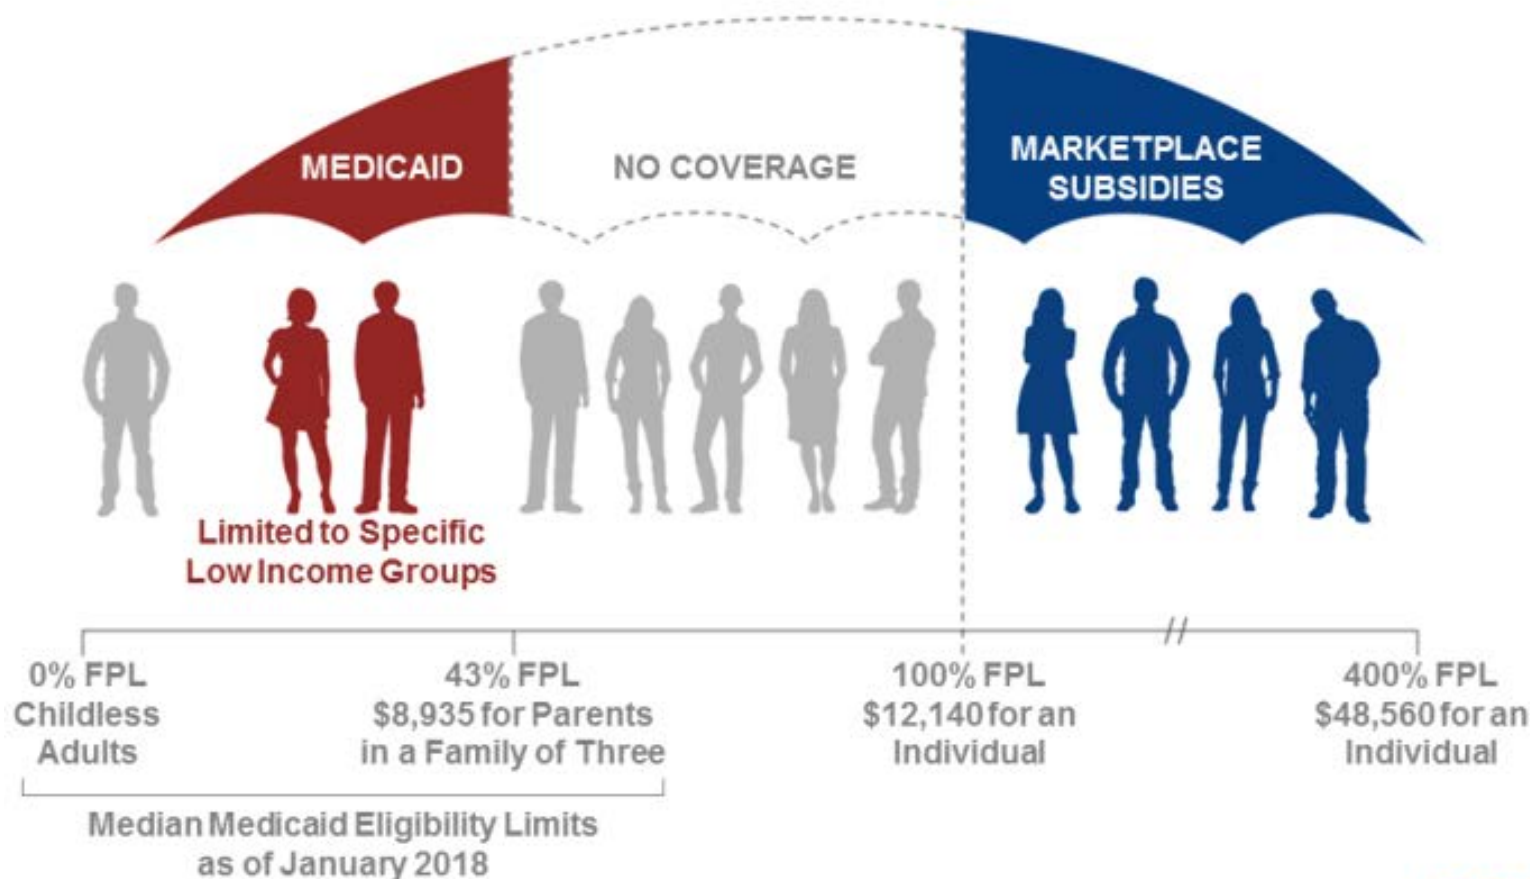 MEDICAID
NO COVERAGE
MARKETPLACE
SUBSIDIES
Limited to Specific
Low Income Groups
0% FPL
Childless
Adults
43% FPL
$8,935 for Parents
in a Family of Three
100% FPL
$12,140 for an
Individual
400% FPL
$48,560 for an
Individual
Median Medicaid Eligibility Limits
as of January 2018